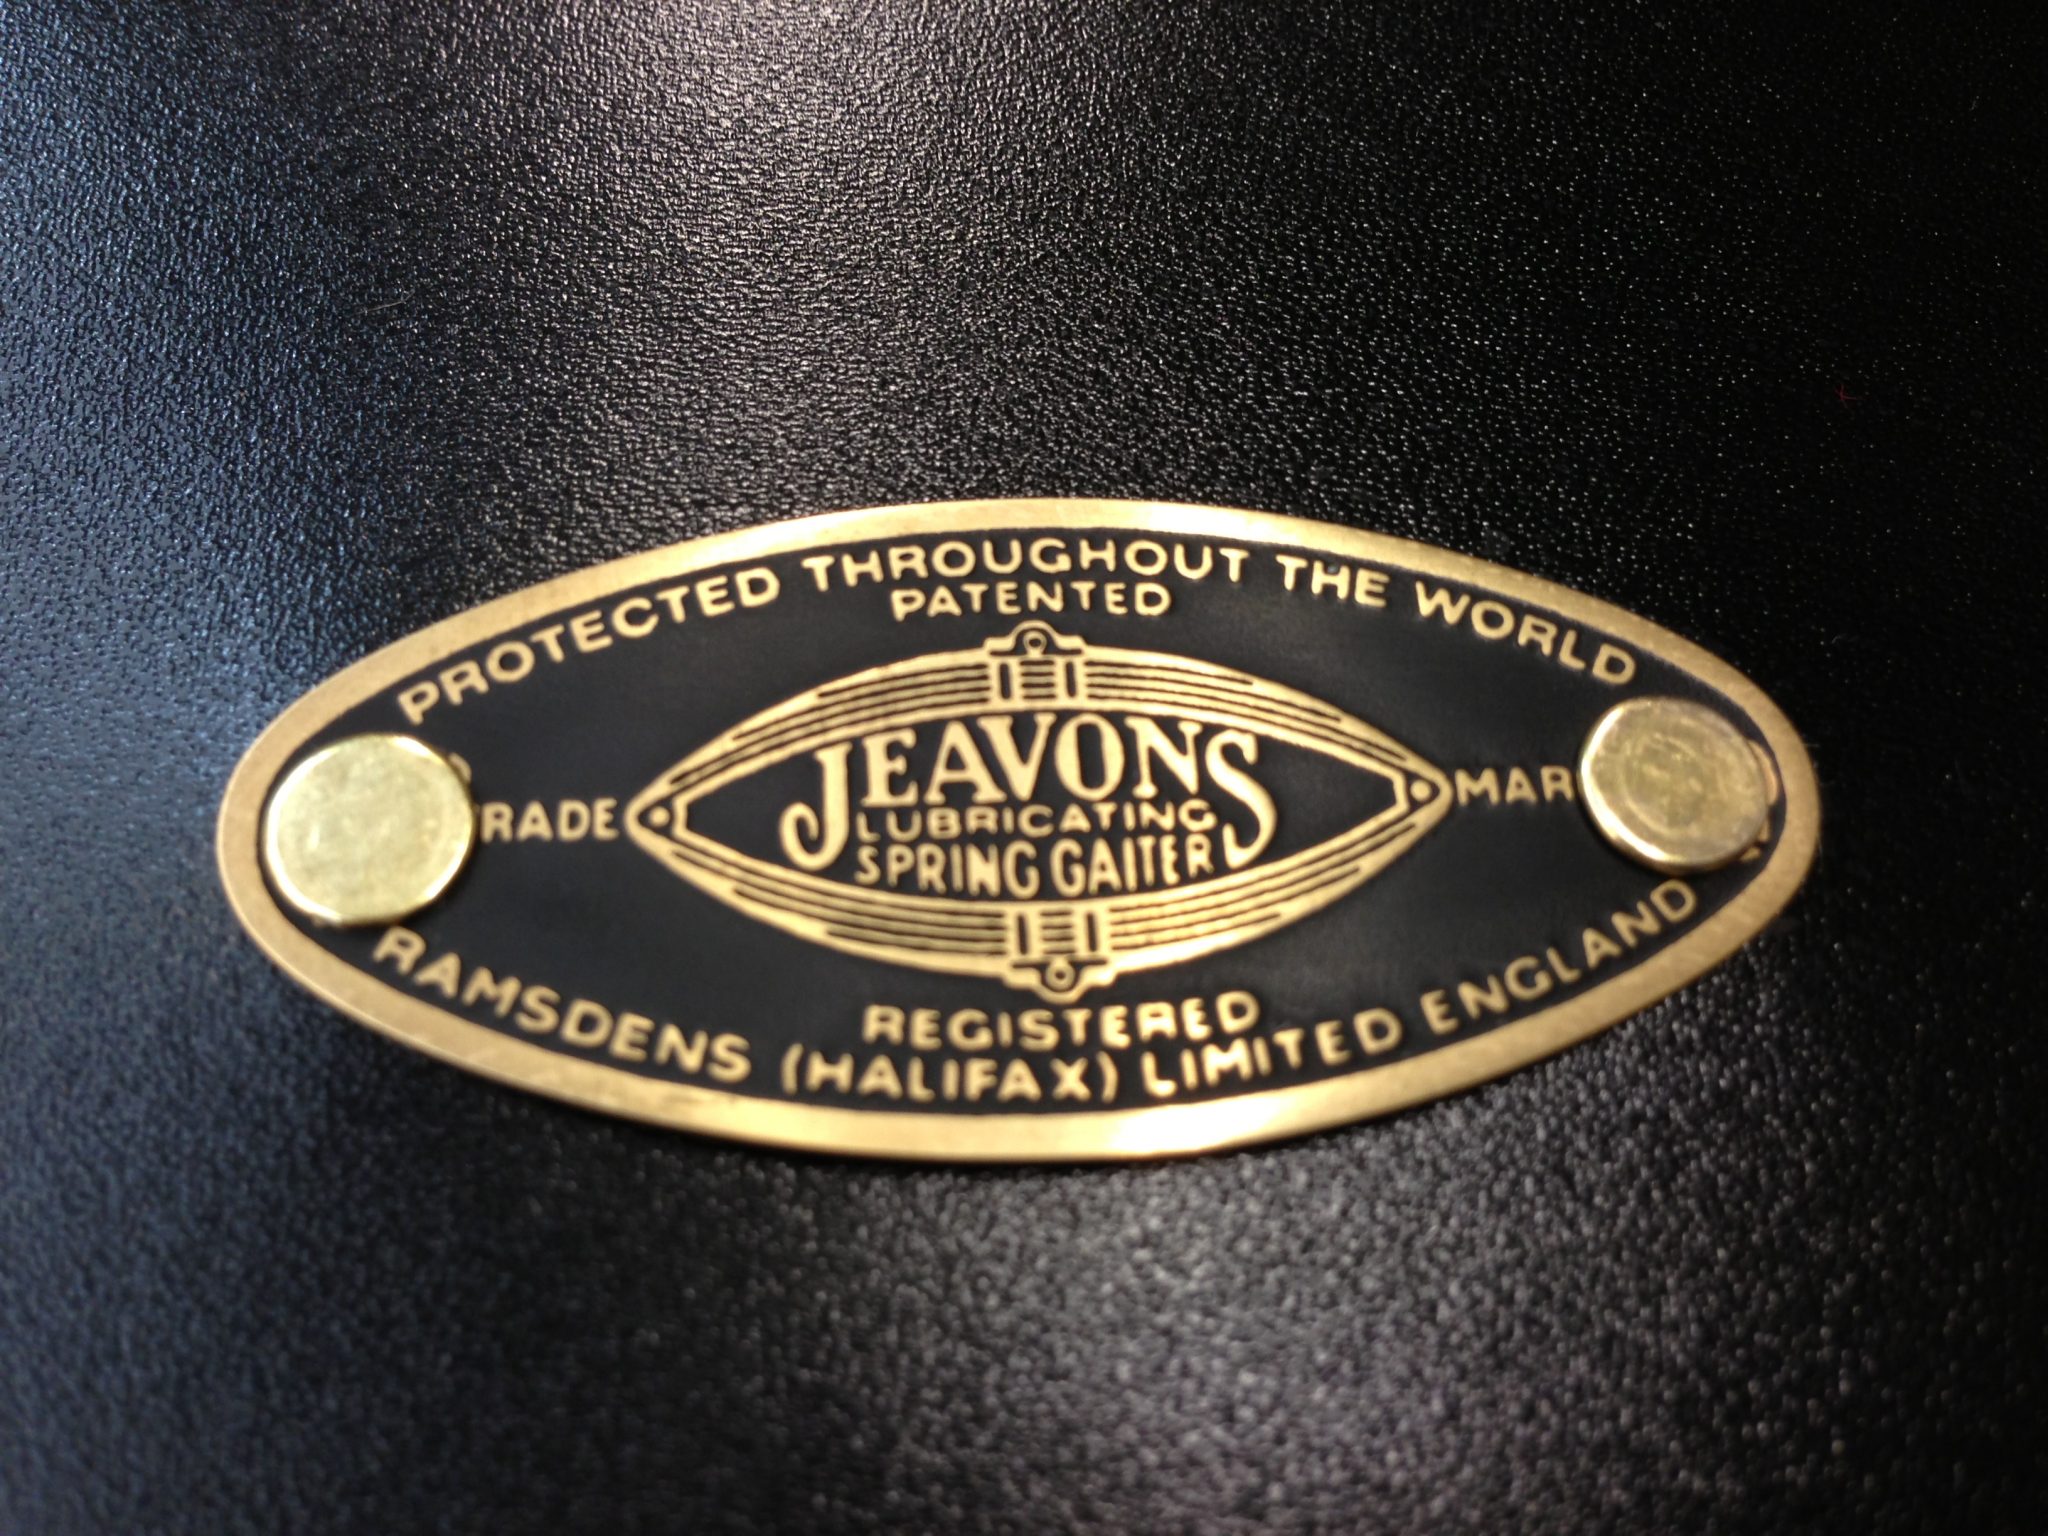 PROTECTED THROUGHOUT THE WORLD
PATENTED
RADE MAR
JEAVONS
LUBRICATING
SPRING GAITER
REGISTERED
RAMSDENS (HALIFAX) LIMITED ENGLAND